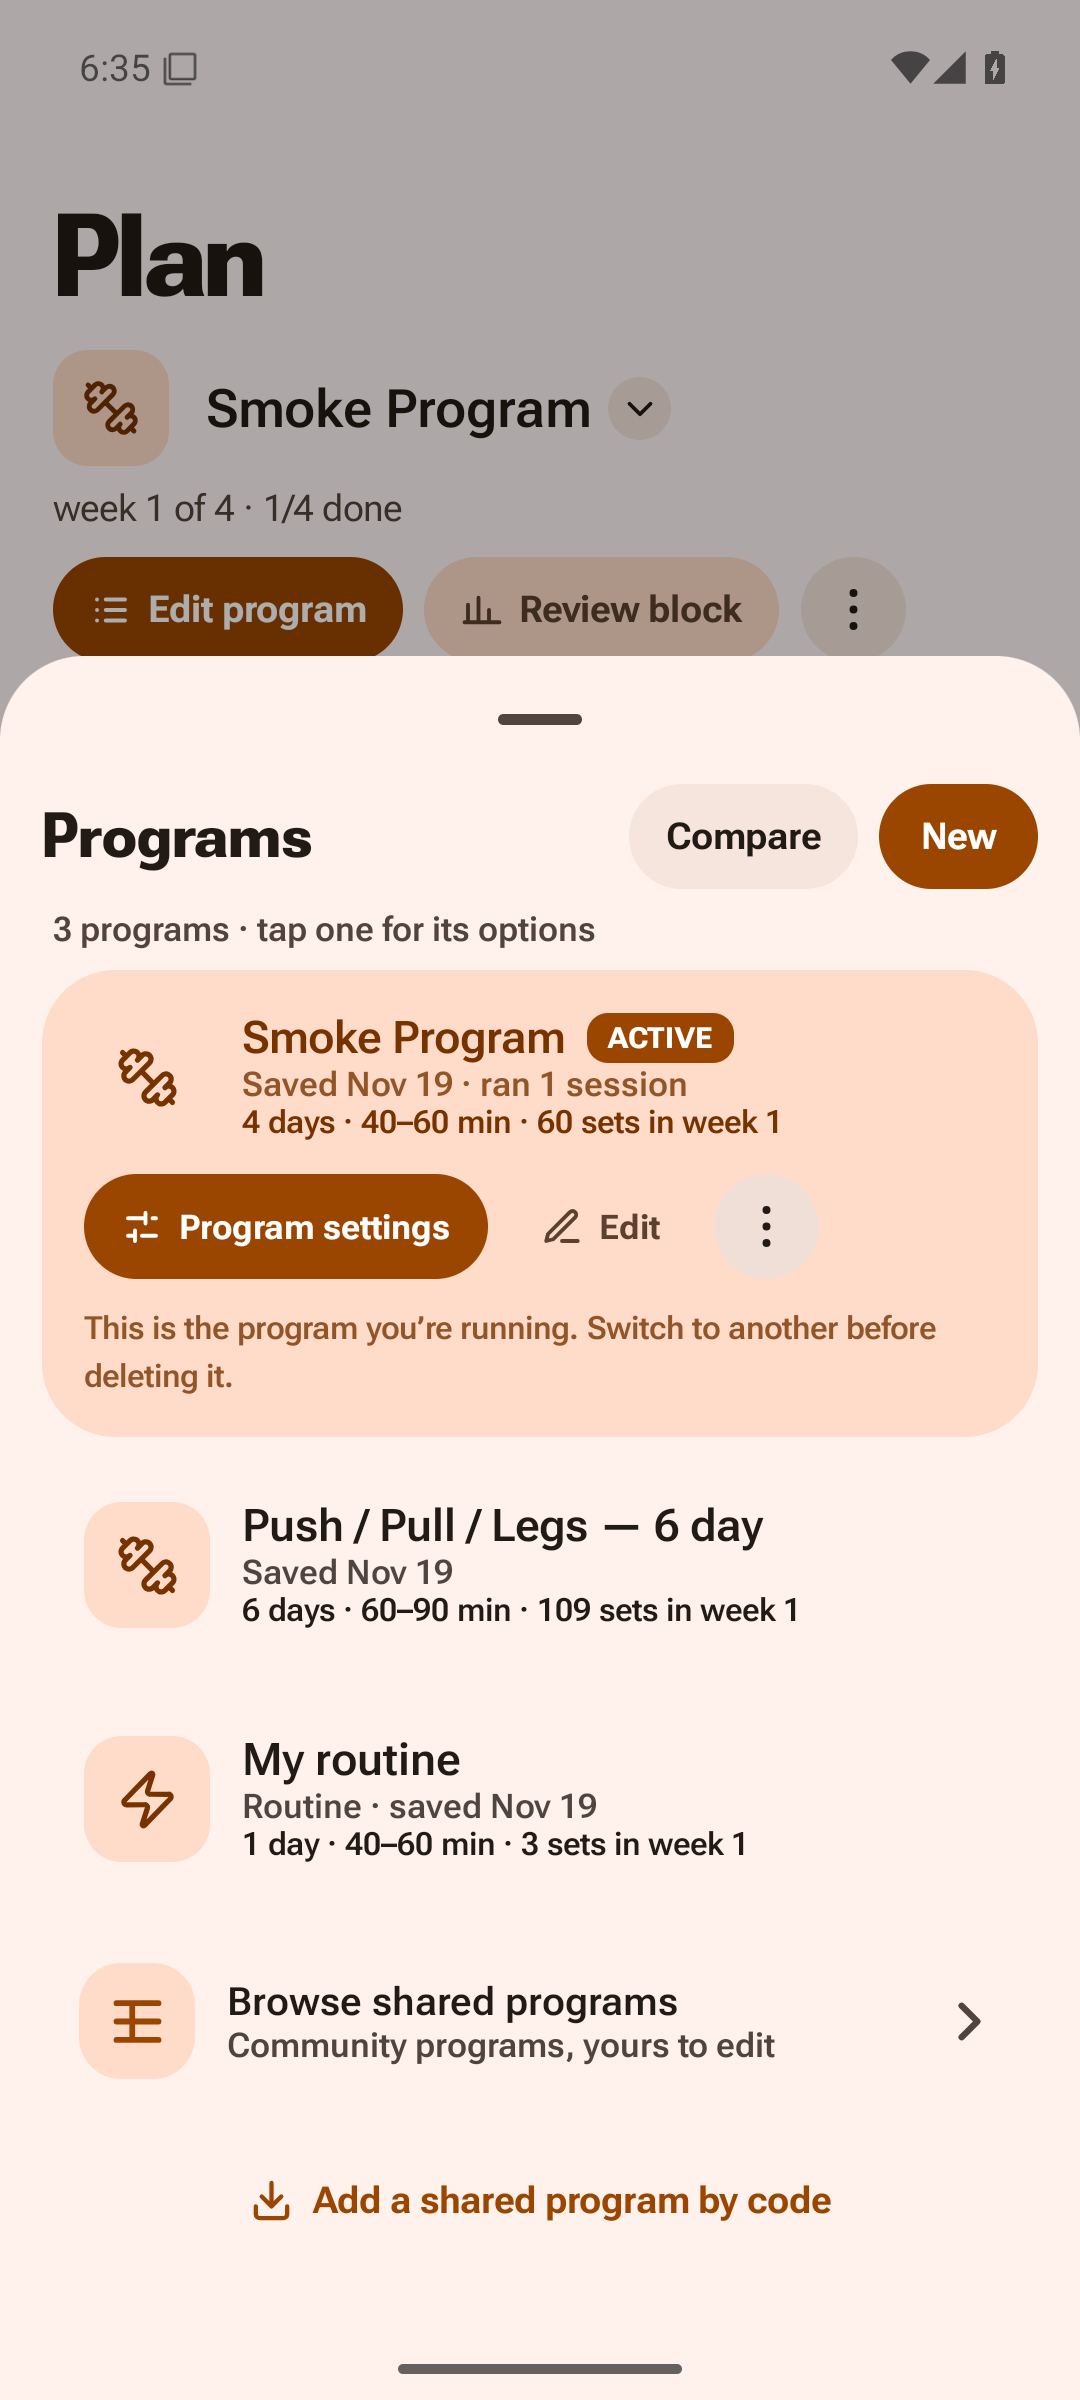 6:35
Plan
Smoke Program
week 1 of 4 · 1/4 done
Edit program
Review block
Programs
Compare
New
3 programs · tap one for its options
Smoke Program ACTIVE
Saved Nov 19 · ran 1 session
4 days · 40–60 min · 60 sets in week 1
Program settings
Edit
This is the program you’re running. Switch to another before
deleting it.
Push / Pull / Legs — 6 day
Saved Nov 19
6 days · 60–90 min · 109 sets in week 1
My routine
Routine · saved Nov 19
1 day · 40–60 min · 3 sets in week 1
Browse shared programs
Community programs, yours to edit
Add a shared program by code